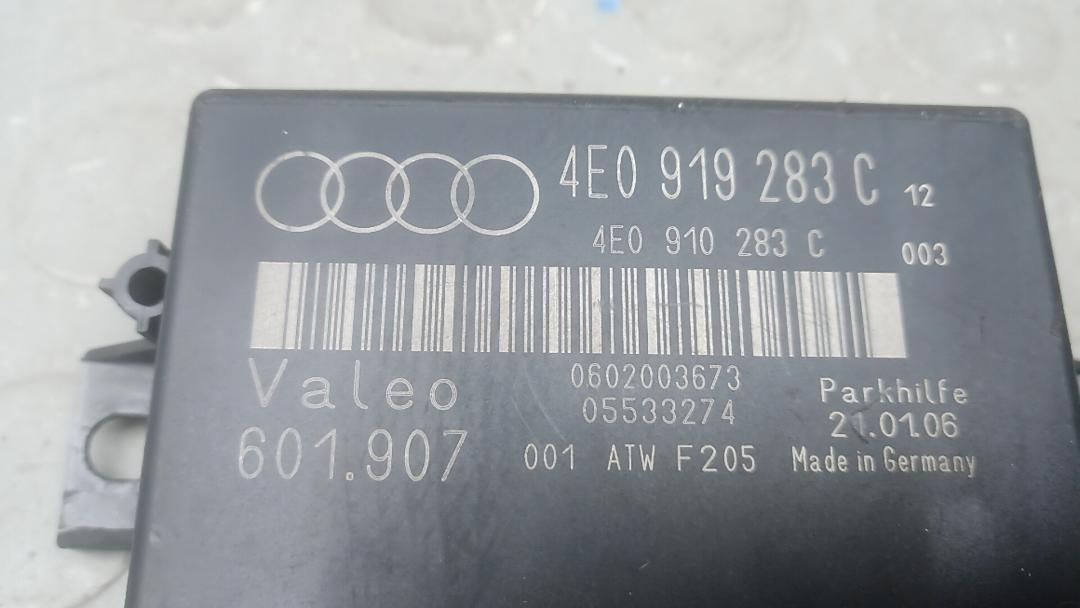 4E0 919 283 C 12
4E0 910 283 C 003
Valeo 0602003673 Parkhilfe
05533274 21.01.06
601.907 001 ATW F205 Made in Germany